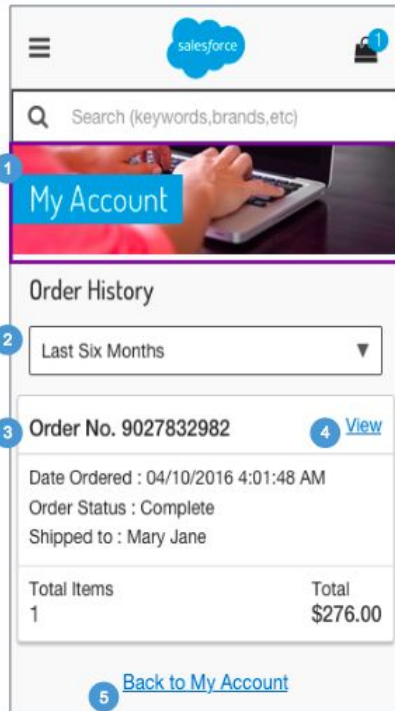 salesforce
1
Search (keywords,brands,etc)
1
My Account
Order History
2
Last Six Months
3
Order No. 9027832982
4
View
Date Ordered : 04/10/2016 4:01:48 AM
Order Status : Complete
Shipped to : Mary Jane
Total Items
Total
1
$276.00
5
Back to My Account